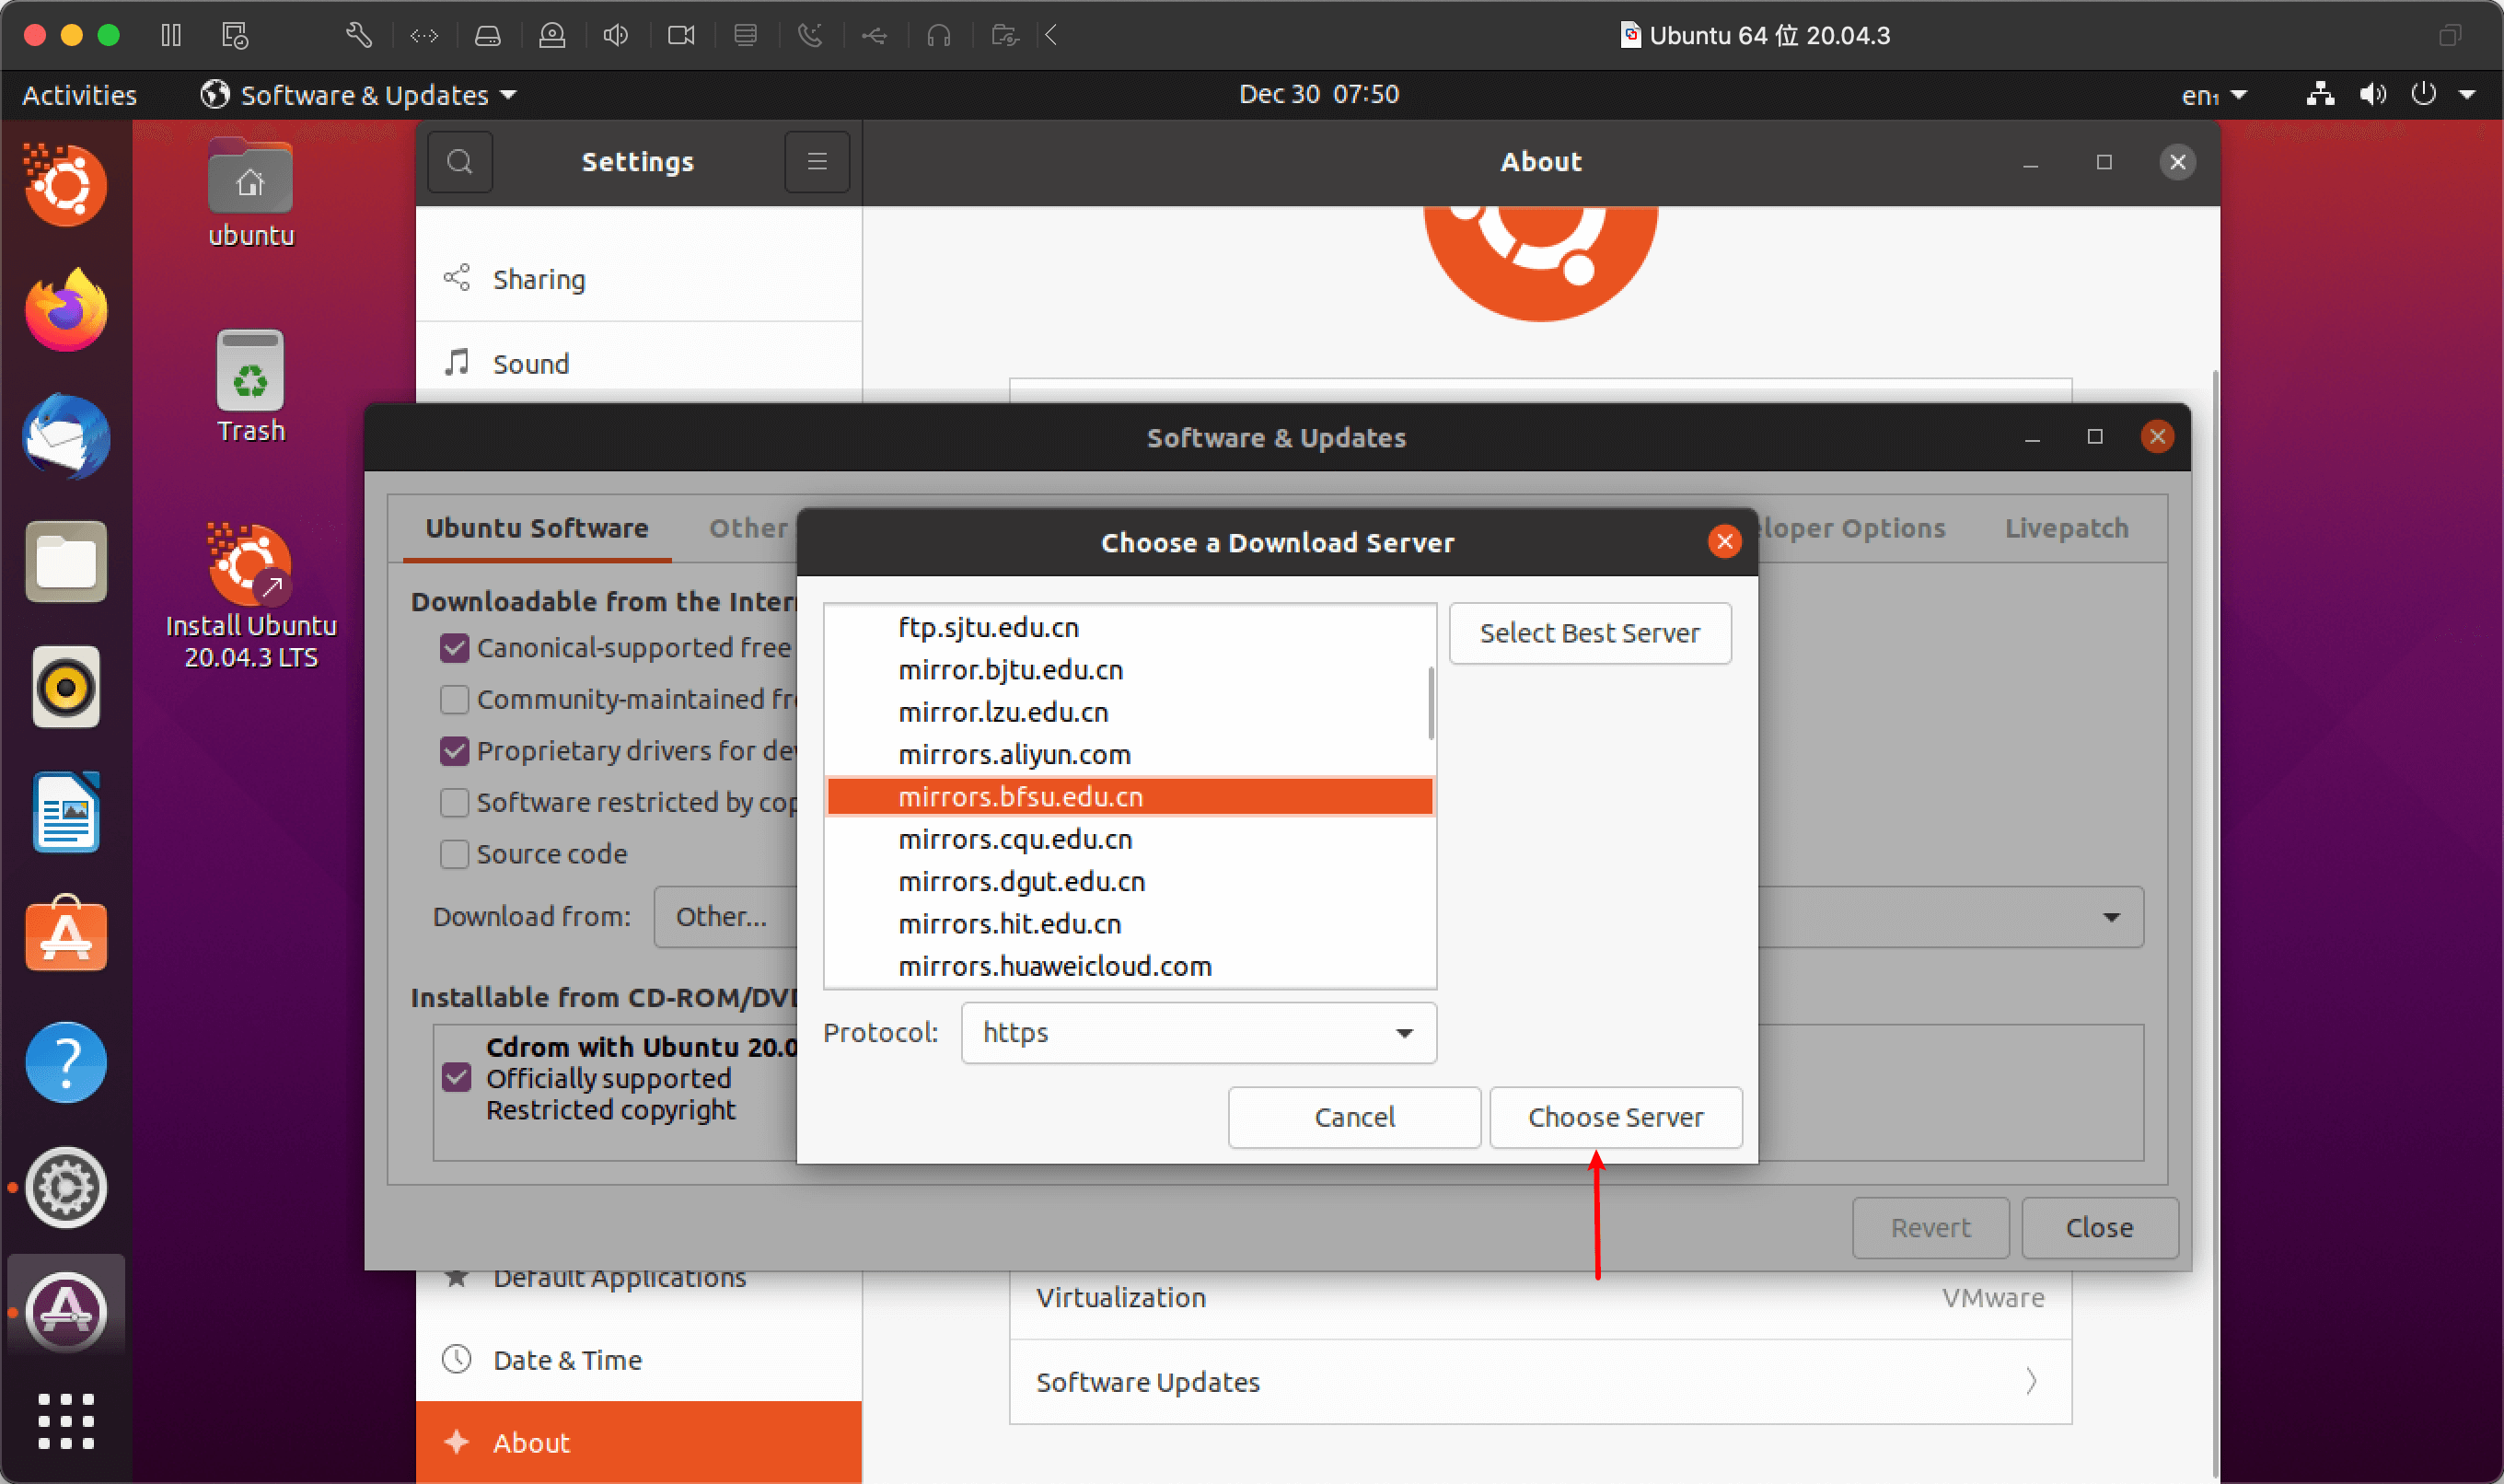 Ubuntu 64 位 20.04.3
Activities
Software & Updates
Dec 30 07:50
en₁
ubuntu
Trash
Install Ubuntu
20.04.3 LTS
Settings
About
Sharing
Sound
Software & Updates
Ubuntu Software
Other
eloper Options
Livepatch
Downloadable from the Inter
Canonical-supported free
Community-maintained fr
Proprietary drivers for de
Software restricted by cop
Source code
Download from:
Other...
Installable from CD-ROM/DVD
Cdrom with Ubuntu 20.0
Officially supported
Restricted copyright
Revert
Close
Choose a Download Server
ftp.sjtu.edu.cn
mirror.bjtu.edu.cn
mirror.lzu.edu.cn
mirrors.aliyun.com
mirrors.bfsu.edu.cn
mirrors.cqu.edu.cn
mirrors.dgut.edu.cn
mirrors.hit.edu.cn
mirrors.huaweicloud.com
Select Best Server
Protocol:
https
Cancel
Choose Server
Default Applications
Date & Time
About
Virtualization
VMware
Software Updates